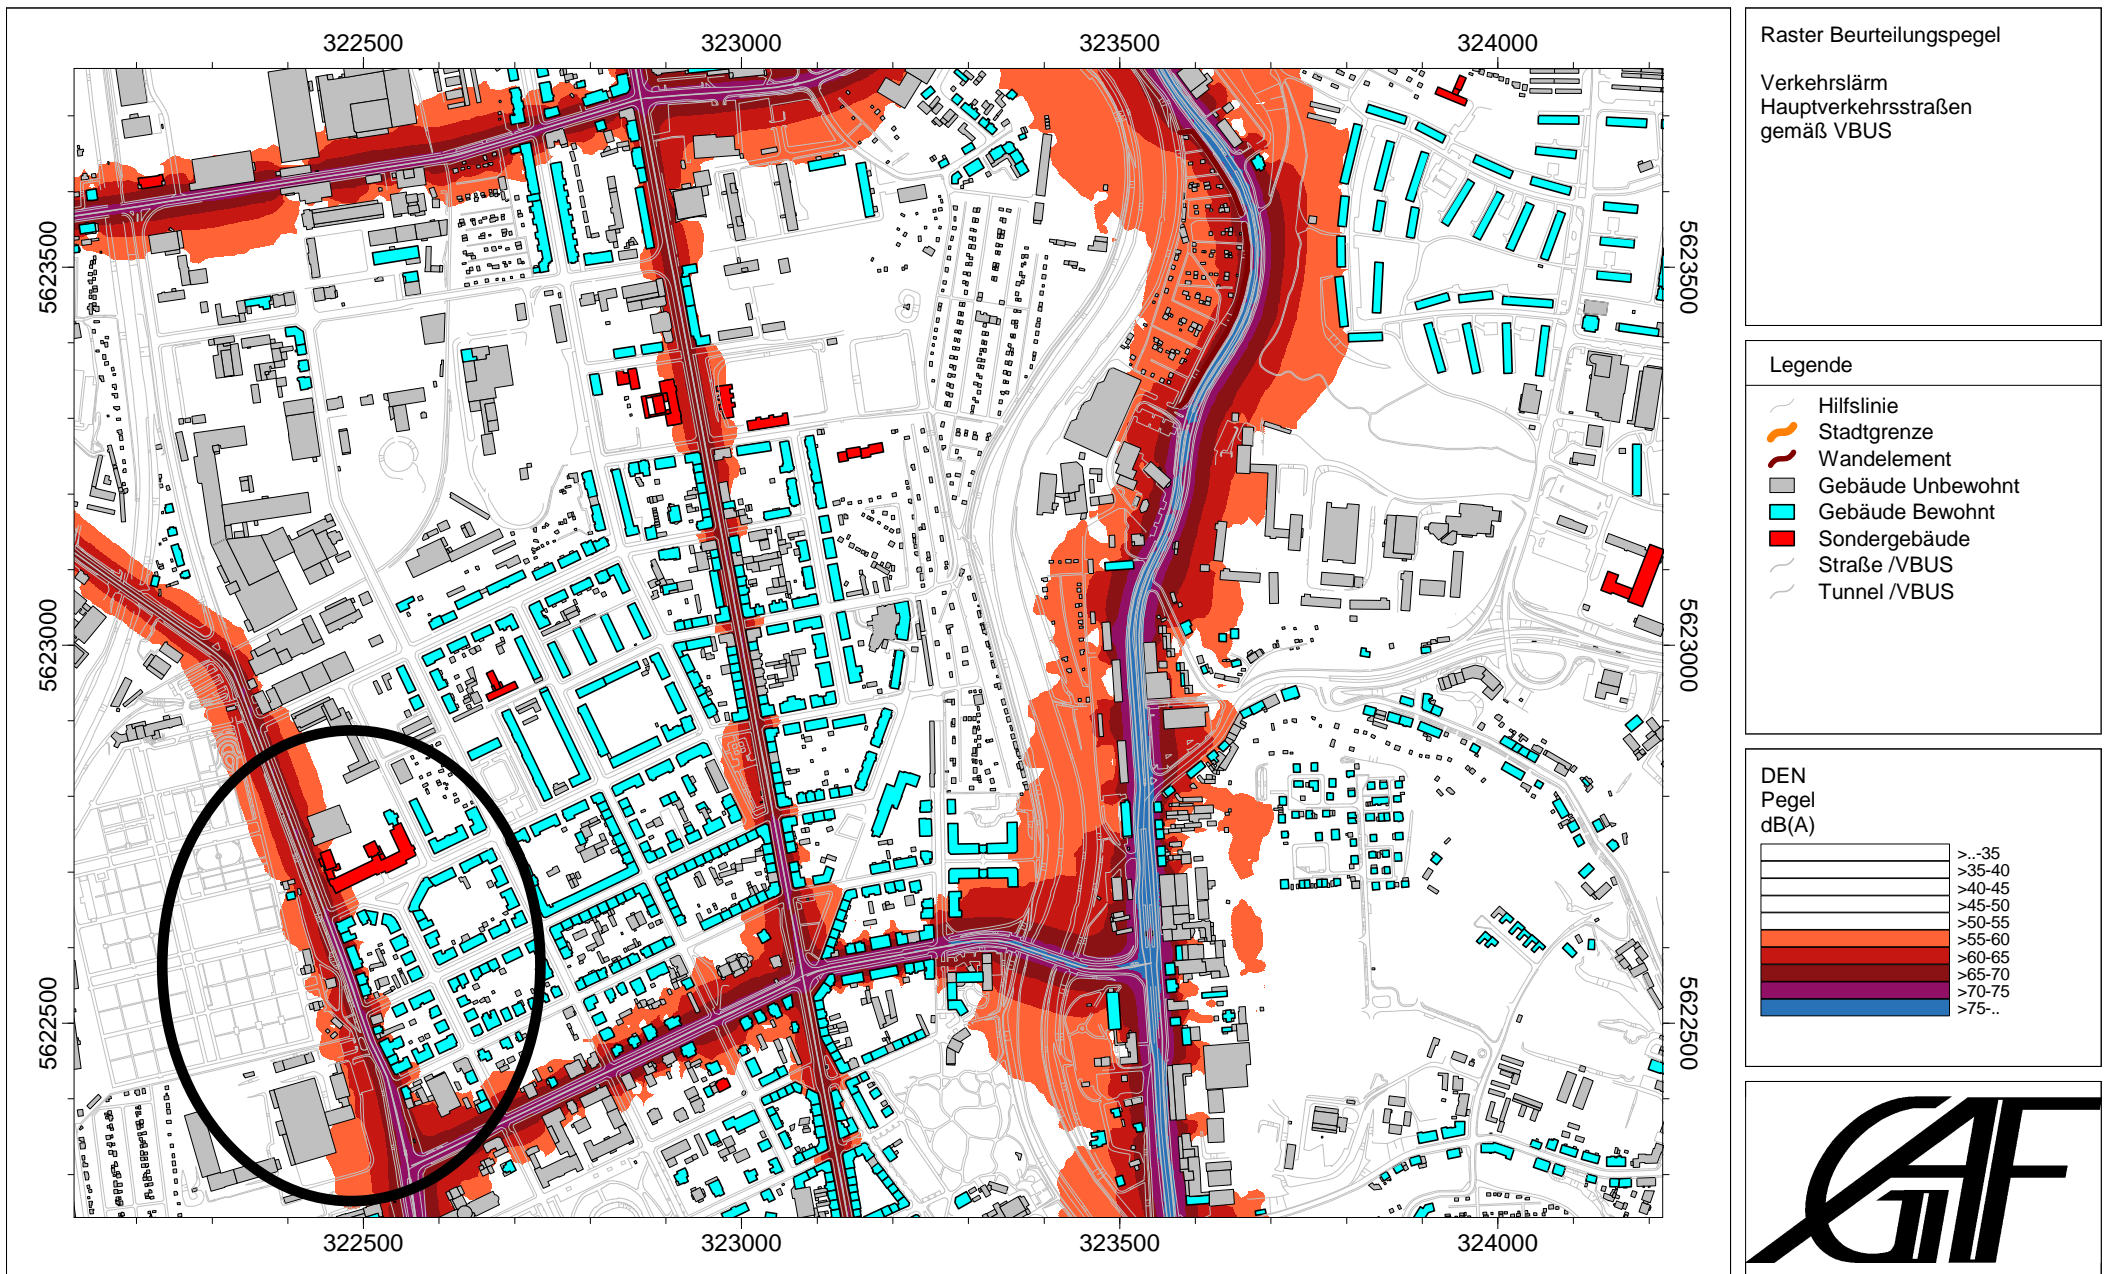 322500 323000 323500 324000
5623500 5623000 5622500
5623500 5623000 5622500
322500 323000 323500 324000
Raster Beurteilungspegel
Verkehrslärm
Hauptverkehrsstraßen
gemäß VBUS
Legende
Hilfslinie
Stadtgrenze
Wandelement
Gebäude Unbewohnt
Gebäude Bewohnt
Sondergebäude
Straße /VBUS
Tunnel /VBUS
DEN
Pegel
dB(A)
>..-35
>35-40
>40-45
>45-50
>50-55
>55-60
>60-65
>65-70
>70-75
>75-..
GAF